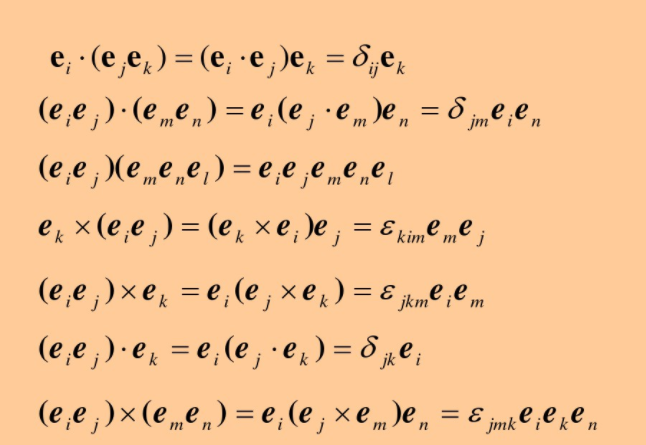 𝐞ᵢ · (𝐞ⱼ𝐞ₖ) = (𝐞ᵢ · 𝐞ⱼ)𝐞ₖ = δᵢⱼ𝐞ₖ
(𝒆ᵢ𝒆ⱼ) · (𝒆ₘ𝒆ₙ) = 𝒆ᵢ(𝒆ⱼ · 𝒆ₘ)𝒆ₙ = δⱼₘ𝒆ᵢ𝒆ₙ
(𝒆ᵢ𝒆ⱼ)(𝒆ₘ𝒆ₙ𝒆ₗ) = 𝒆ᵢ𝒆ⱼ𝒆ₘ𝒆ₙ𝒆ₗ
𝒆ₖ × (𝒆ᵢ𝒆ⱼ) = (𝒆ₖ × 𝒆ᵢ)𝒆ⱼ = εₖᵢₘ𝒆ₘ𝒆ⱼ
(𝒆ᵢ𝒆ⱼ) × 𝒆ₖ = 𝒆ᵢ(𝒆ⱼ × 𝒆ₖ) = εⱼₖₘ𝒆ᵢ𝒆ₘ
(𝒆ᵢ𝒆ⱼ) · 𝒆ₖ = 𝒆ᵢ(𝒆ⱼ · 𝒆ₖ) = δⱼₖ𝒆ᵢ
(𝒆ᵢ𝒆ⱼ) × (𝒆ₘ𝒆ₙ) = 𝒆ᵢ(𝒆ⱼ × 𝒆ₘ)𝒆ₙ = εⱼₘₖ𝒆ᵢ𝒆ₖ𝒆ₙ